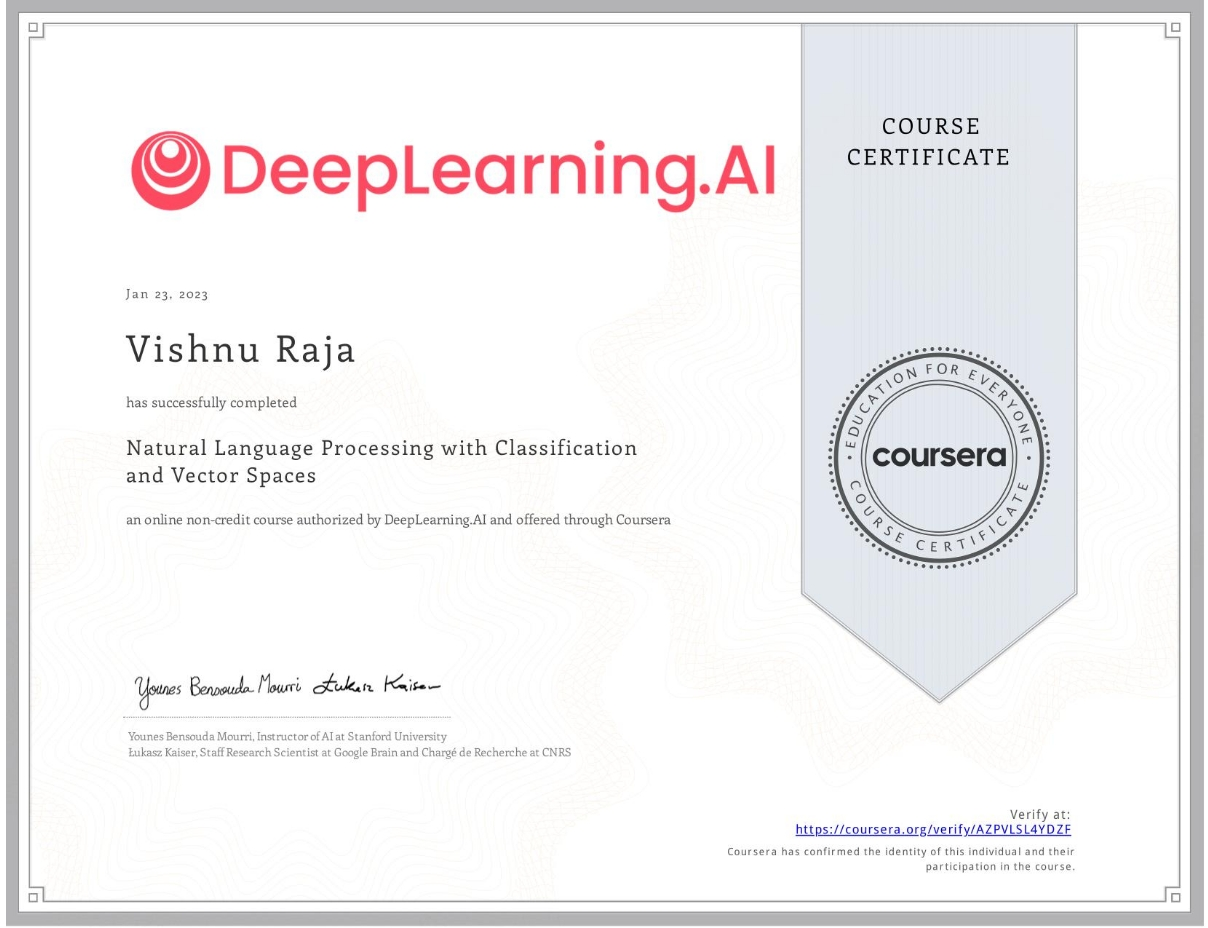 DeepLearning.AI
COURSE
CERTIFICATE
Jan 23, 2023
Vishnu Raja
has successfully completed
Natural Language Processing with Classification
and Vector Spaces
an online non-credit course authorized by DeepLearning.AI and offered through Coursera
EDUCATION FOR EVERYONE
coursera
COURSE CERTIFICATE
Younes Bensouda Mourri Łukasz Kaiser
Younes Bensouda Mourri, Instructor of AI at Stanford University
Łukasz Kaiser, Staff Research Scientist at Google Brain and Chargé de Recherche at CNRS
Verify at:
https://coursera.org/verify/AZPVLSL4YDZF
Coursera has confirmed the identity of this individual and their
participation in the course.